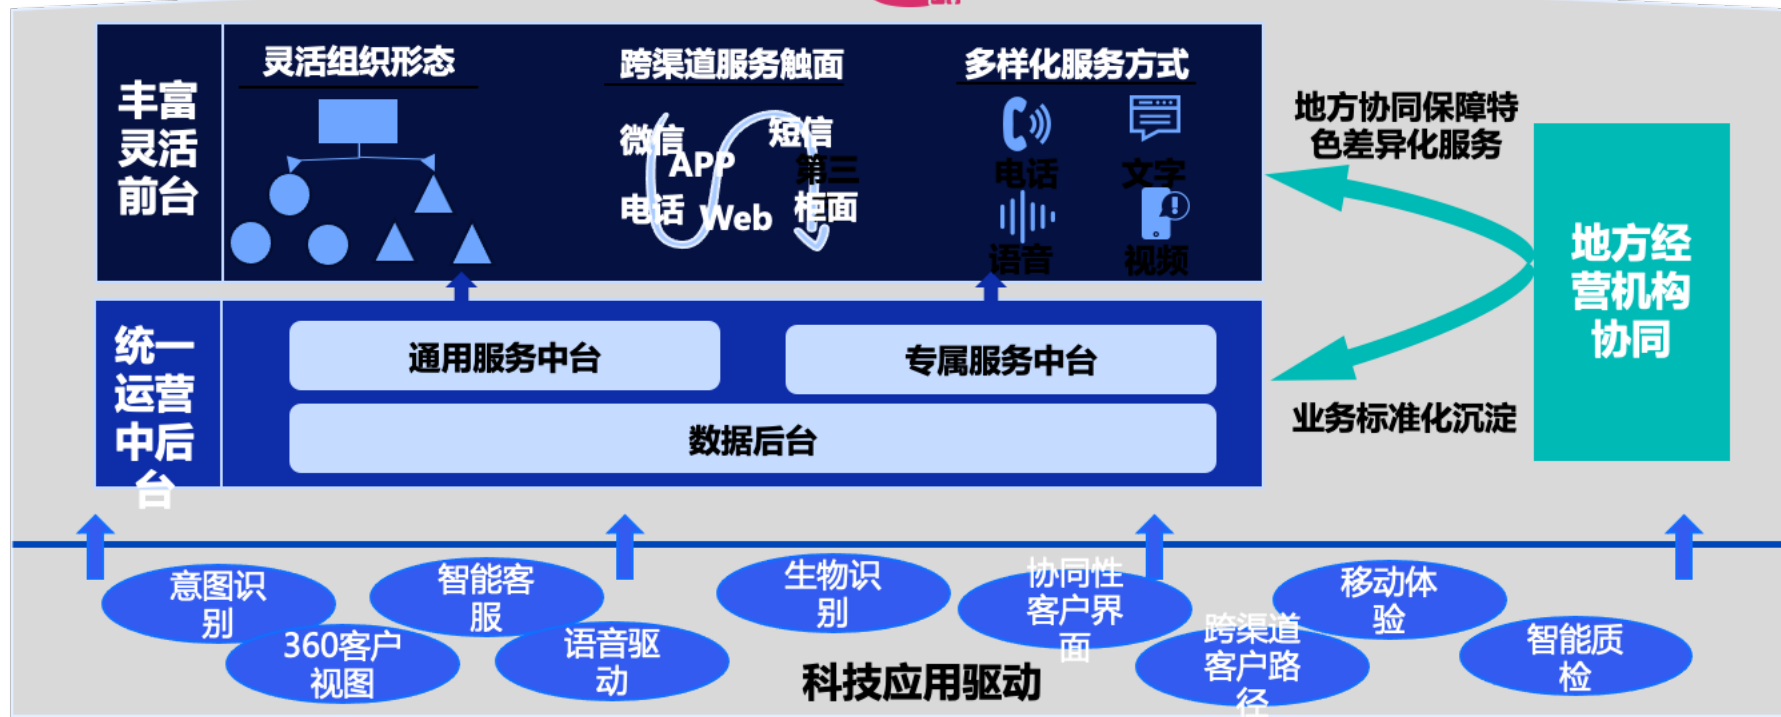 丰富
灵活
前台
灵活组织形态
跨渠道服务触面
微信
短信
APP
第三
电话
Web
柜面
多样化服务方式
电话
文字
语音
视频
地方协同保障特
色差异化服务
地方经
营机构
协同
业务标准化沉淀
统一
运营
中后
台
通用服务中台
专属服务中台
数据后台
意图识
别
360客户
视图
智能客
服
语音驱
动
生物识
别
协同性
客户界
面
跨渠道
客户路
径
移动体
验
智能质
检
科技应用驱动